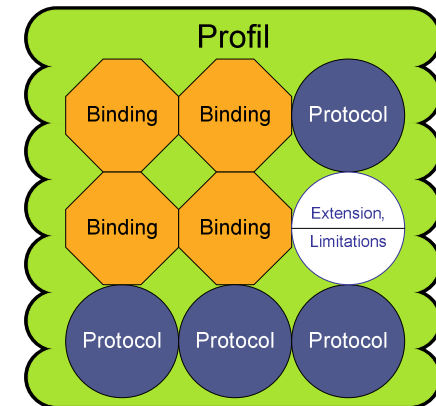 Profil
Binding Binding Protocol
Binding Binding Extension,
Limitations
Protocol Protocol Protocol